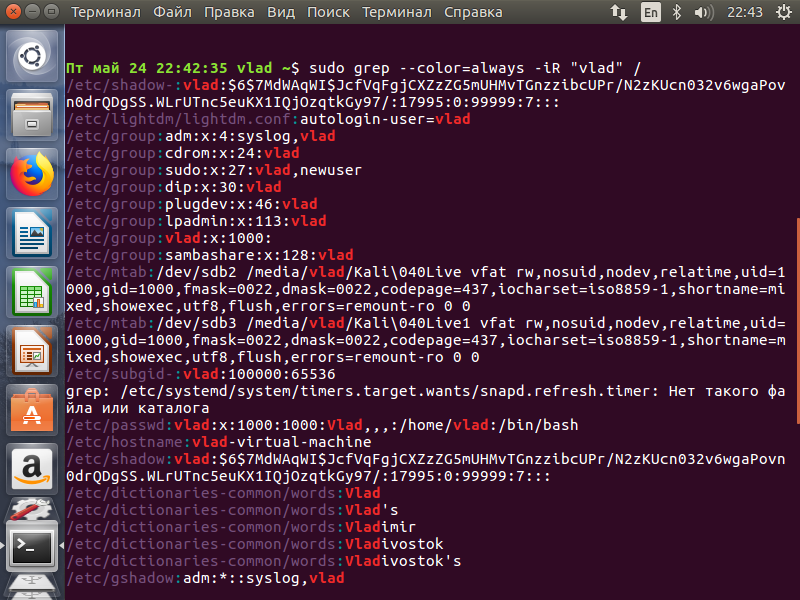 Терминал Файл Правка Вид Поиск Терминал Справка En 22:43
Пт май 24 22:42:35 vlad ~$ sudo grep --color=always -iR "vlad" /
/etc/shadow-:vlad:$6$7MdWAqWI$JcfVqFgjCXZzZG5mUHMvTGnzzibcUPr/N2zKUcn032v6wgaPov
n0drQDgSS.WLrUTnc5euKX1IQjOzqtkGy97/:17995:0:99999:7:::
/etc/lightdm/lightdm.conf:autologin-user=vlad
/etc/group:adm:x:4:syslog,vlad
/etc/group:cdrom:x:24:vlad
/etc/group:sudo:x:27:vlad,newuser
/etc/group:dip:x:30:vlad
/etc/group:plugdev:x:46:vlad
/etc/group:lpadmin:x:113:vlad
/etc/group:vlad:x:1000:
/etc/group:sambashare:x:128:vlad
/etc/mtab:/dev/sdb2 /media/vlad/Kali\040Live vfat rw,nosuid,nodev,relatime,uid=1
000,gid=1000,fmask=0022,dmask=0022,codepage=437,iocharset=iso8859-1,shortname=mi
xed,showexec,utf8,flush,errors=remount-ro 0 0
/etc/mtab:/dev/sdb3 /media/vlad/Kali\040Live1 vfat rw,nosuid,nodev,relatime,uid=
1000,gid=1000,fmask=0022,dmask=0022,codepage=437,iocharset=iso8859-1,shortname=m
ixed,showexec,utf8,flush,errors=remount-ro 0 0
/etc/subgid-:vlad:100000:65536
grep: /etc/systemd/system/timers.target.wants/snapd.refresh.timer: Нет такого фа
йла или каталога
/etc/passwd:vlad:x:1000:1000:Vlad,,,:/home/vlad:/bin/bash
/etc/hostname:vlad-virtual-machine
/etc/shadow:vlad:$6$7MdWAqWI$JcfVqFgjCXZzZG5mUHMvTGnzzibcUPr/N2zKUcn032v6wgaPovn
0drQDgSS.WLrUTnc5euKX1IQjOzqtkGy97/:17995:0:99999:7:::
/etc/dictionaries-common/words:Vlad
/etc/dictionaries-common/words:Vlad's
/etc/dictionaries-common/words:Vladimir
/etc/dictionaries-common/words:Vladivostok
/etc/dictionaries-common/words:Vladivostok's
/etc/gshadow:adm:*::syslog,vlad